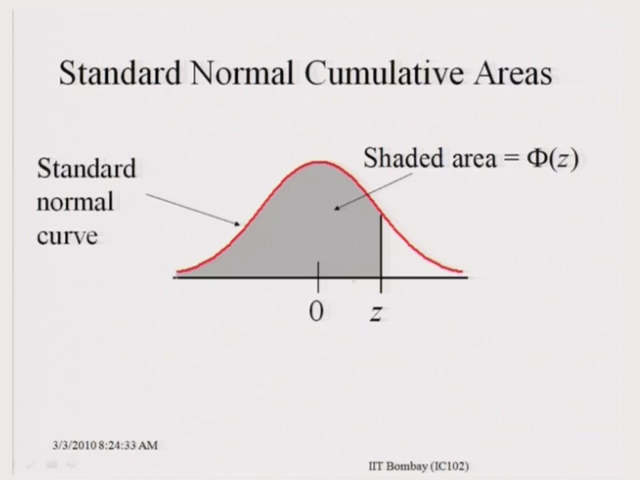 Standard Normal Cumulative Areas
Shaded area = Φ(z)
Standard
normal
curve
0 z
3/3/2010 8:24:33 AM
IIT Bombay (IC102)